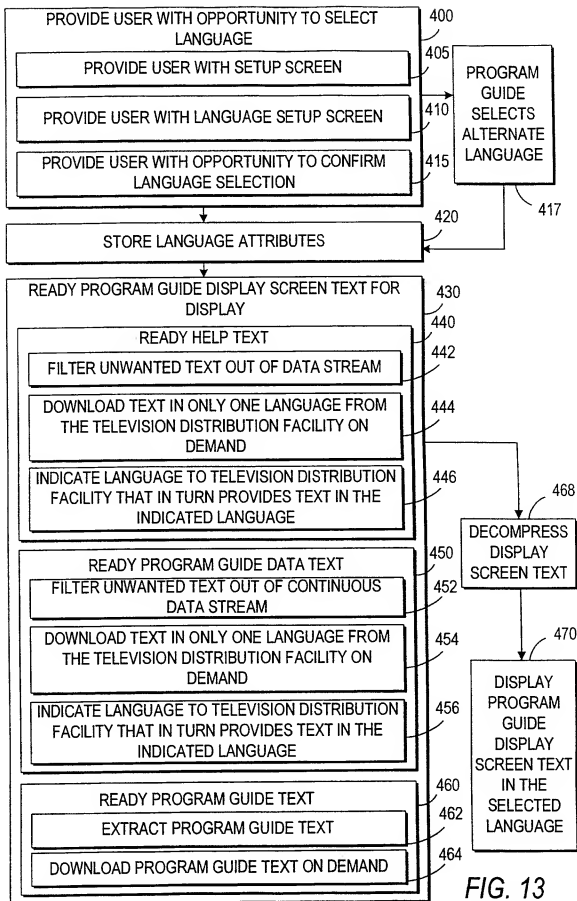 PROVIDE USER WITH OPPORTUNITY TO SELECT
LANGUAGE
400
PROVIDE USER WITH SETUP SCREEN
405
PROVIDE USER WITH LANGUAGE SETUP SCREEN
410
PROVIDE USER WITH OPPORTUNITY TO CONFIRM
LANGUAGE SELECTION
415
PROGRAM
GUIDE
SELECTS
ALTERNATE
LANGUAGE
417
STORE LANGUAGE ATTRIBUTES
420
READY PROGRAM GUIDE DISPLAY SCREEN TEXT FOR
DISPLAY
430
READY HELP TEXT
440
FILTER UNWANTED TEXT OUT OF DATA STREAM
442
DOWNLOAD TEXT IN ONLY ONE LANGUAGE FROM
THE TELEVISION DISTRIBUTION FACILITY ON
DEMAND
444
INDICATE LANGUAGE TO TELEVISION DISTRIBUTION
FACILITY THAT IN TURN PROVIDES TEXT IN THE
INDICATED LANGUAGE
446
READY PROGRAM GUIDE DATA TEXT
450
FILTER UNWANTED TEXT OUT OF CONTINUOUS
DATA STREAM
452
DOWNLOAD TEXT IN ONLY ONE LANGUAGE FROM
THE TELEVISION DISTRIBUTION FACILITY ON
DEMAND
454
INDICATE LANGUAGE TO TELEVISION DISTRIBUTION
FACILITY THAT IN TURN PROVIDES TEXT IN THE
INDICATED LANGUAGE
456
READY PROGRAM GUIDE TEXT
460
EXTRACT PROGRAM GUIDE TEXT
462
DOWNLOAD PROGRAM GUIDE TEXT ON DEMAND
464
468
DECOMPRESS
DISPLAY
SCREEN TEXT
470
DISPLAY
PROGRAM
GUIDE
DISPLAY
SCREEN TEXT
IN THE
SELECTED
LANGUAGE
FIG. 13